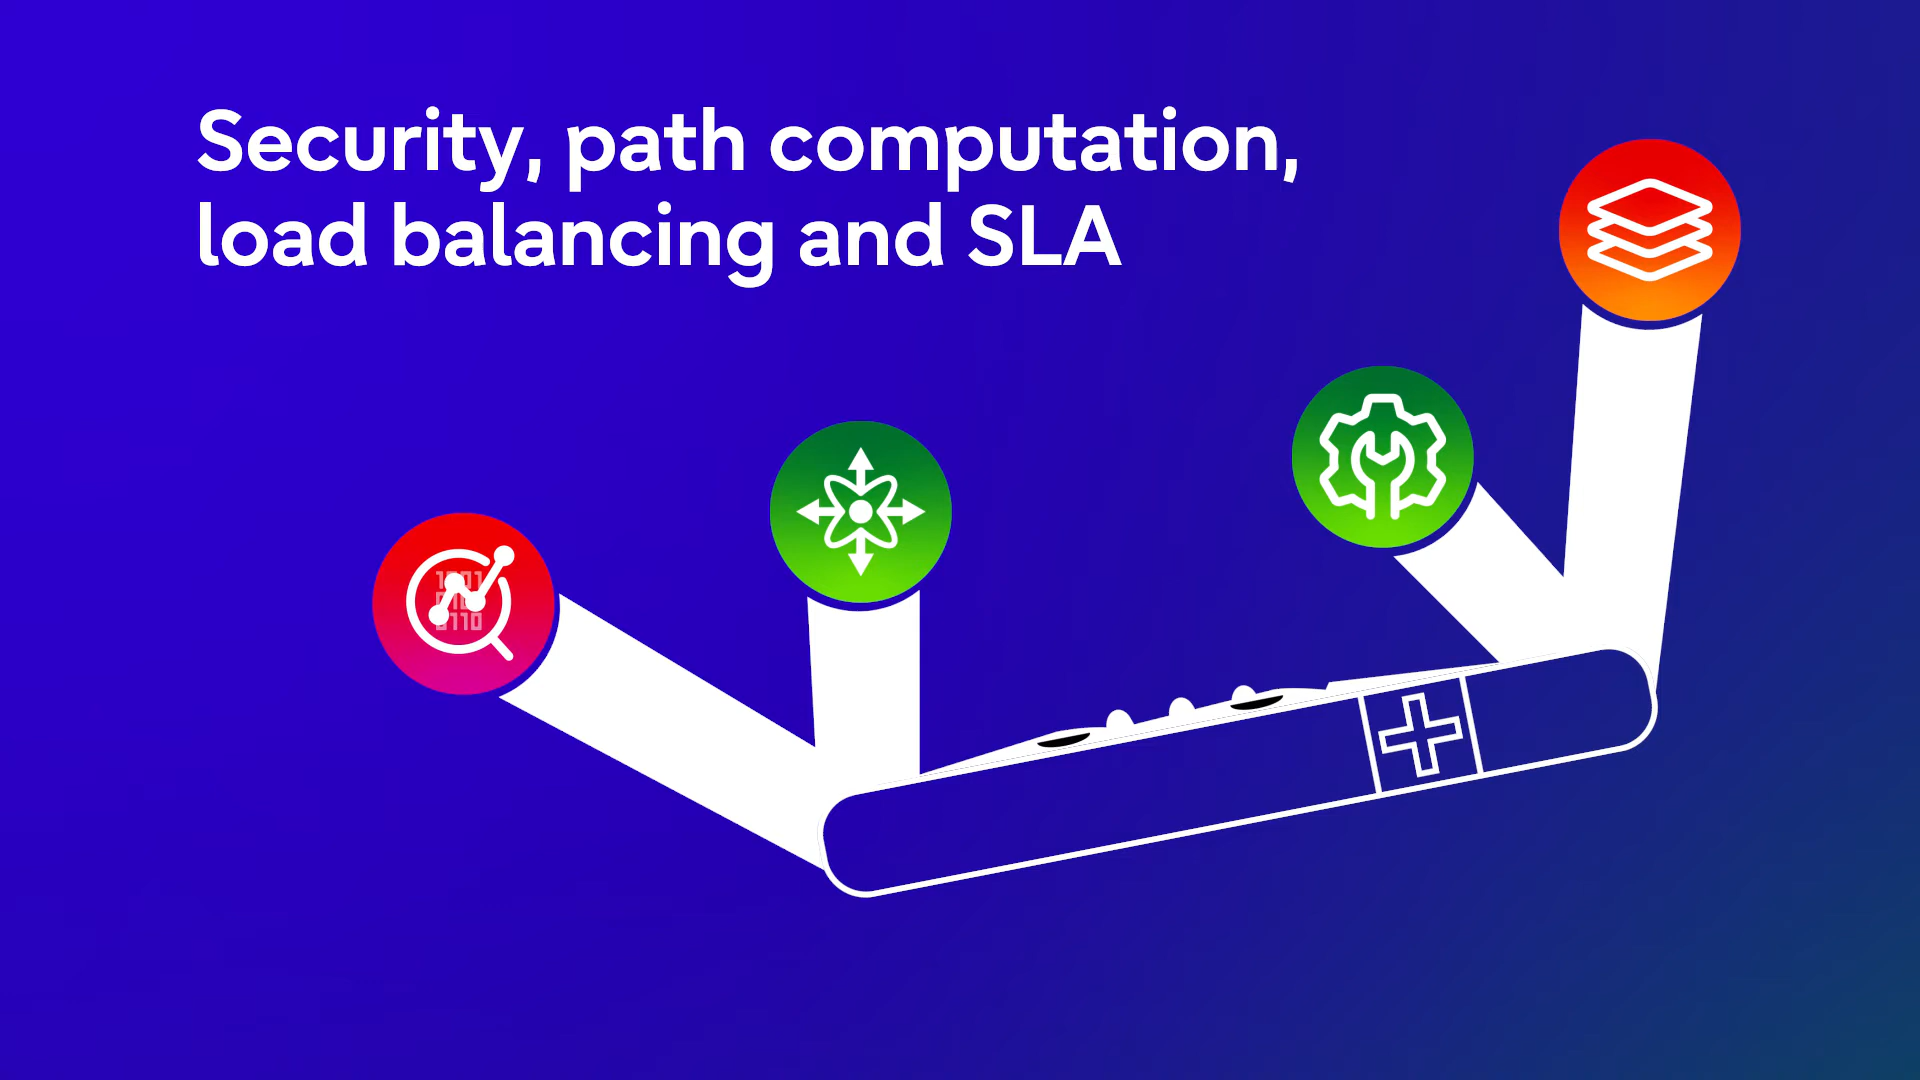 Security, path computation,
load balancing and SLA